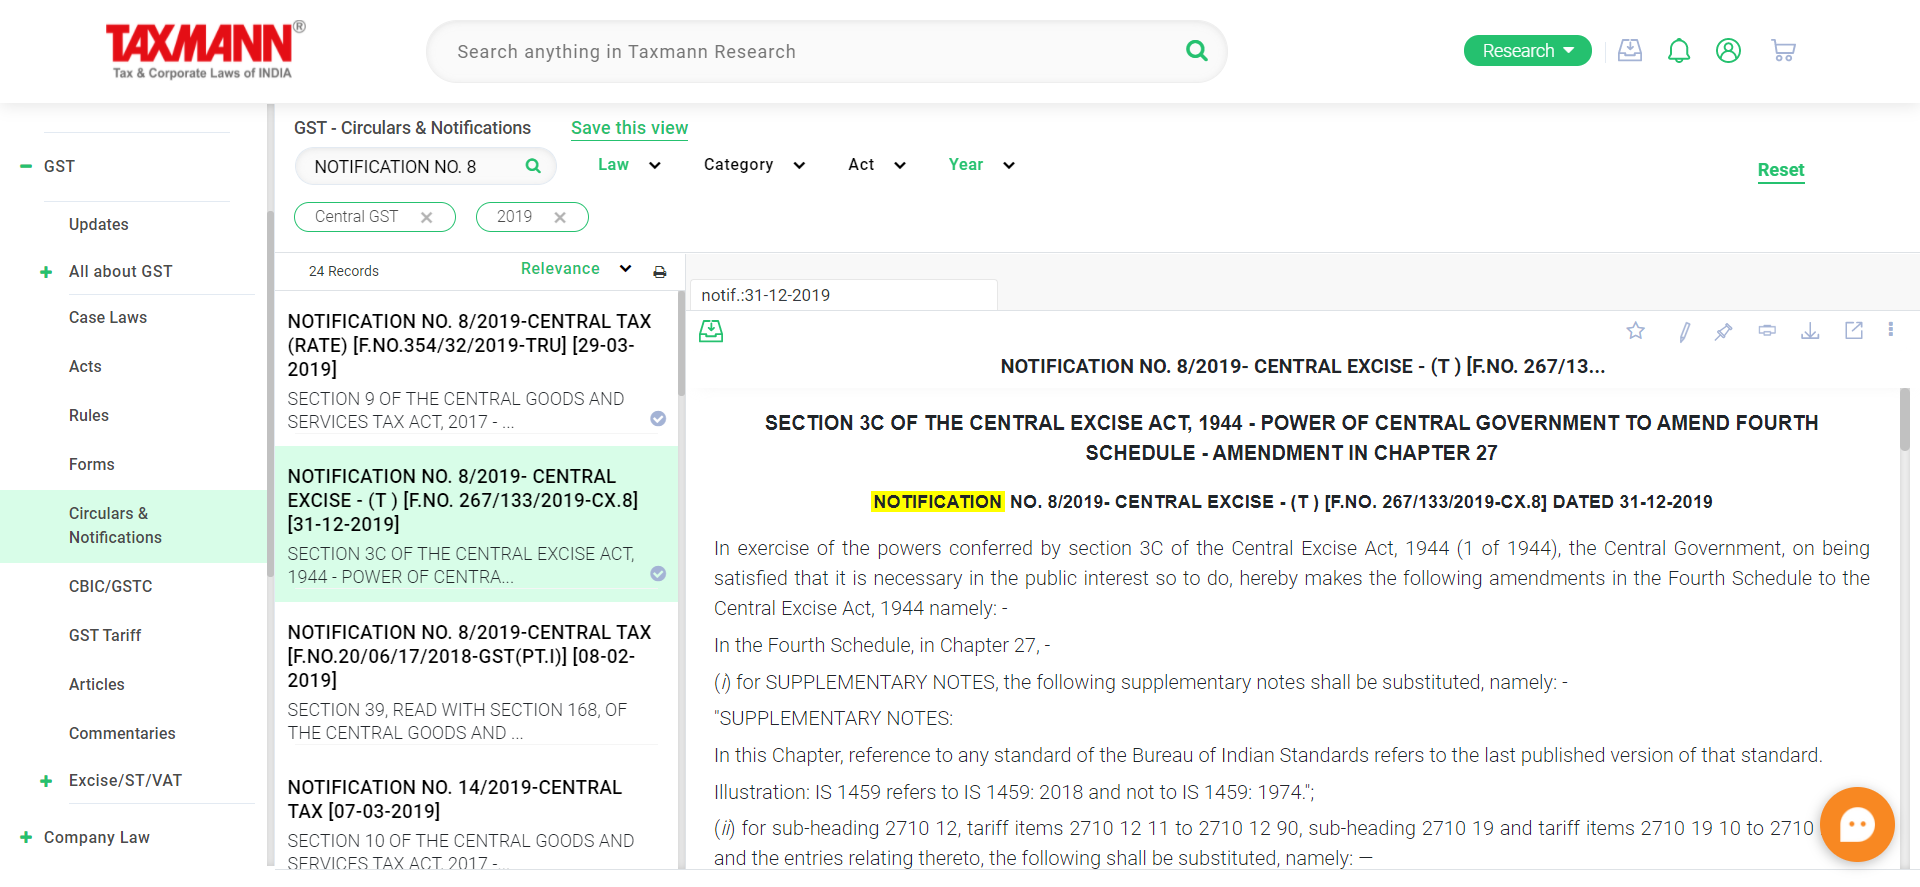 TAXMANN®
Tax & Corporate Laws of INDIA
Search anything in Taxmann Research
Research
GST
Updates
All about GST
Case Laws
Acts
Rules
Forms
Circulars &
Notifications
CBIC/GSTC
GST Tariff
Articles
Commentaries
Excise/ST/VAT
Company Law
GST - Circulars & Notifications
Save this view
NOTIFICATION NO. 8
Law
Category
Act
Year
Reset
Central GST
2019
24 Records
Relevance
NOTIFICATION NO. 8/2019-CENTRAL TAX
(RATE) [F.NO.354/32/2019-TRU] [29-03-
2019]
SECTION 9 OF THE CENTRAL GOODS AND
SERVICES TAX ACT, 2017 - ...
NOTIFICATION NO. 8/2019- CENTRAL
EXCISE - (T ) [F.NO. 267/133/2019-CX.8]
[31-12-2019]
SECTION 3C OF THE CENTRAL EXCISE ACT,
1944 - POWER OF CENTRA...
NOTIFICATION NO. 8/2019-CENTRAL TAX
[F.NO.20/06/17/2018-GST(PT.I)] [08-02-
2019]
SECTION 39, READ WITH SECTION 168, OF
THE CENTRAL GOODS AND ...
NOTIFICATION NO. 14/2019-CENTRAL
TAX [07-03-2019]
SECTION 10 OF THE CENTRAL GOODS AND
SERVICES TAX ACT, 2017 -...
notif.:31-12-2019
NOTIFICATION NO. 8/2019- CENTRAL EXCISE - (T ) [F.NO. 267/13...
SECTION 3C OF THE CENTRAL EXCISE ACT, 1944 - POWER OF CENTRAL GOVERNMENT TO AMEND FOURTH
SCHEDULE - AMENDMENT IN CHAPTER 27
NOTIFICATION NO. 8/2019- CENTRAL EXCISE - (T ) [F.NO. 267/133/2019-CX.8] DATED 31-12-2019
In exercise of the powers conferred by section 3C of the Central Excise Act, 1944 (1 of 1944), the Central Government, on being
satisfied that it is necessary in the public interest so to do, hereby makes the following amendments in the Fourth Schedule to the
Central Excise Act, 1944 namely: -
In the Fourth Schedule, in Chapter 27, -
(i) for SUPPLEMENTARY NOTES, the following supplementary notes shall be substituted, namely: -
"SUPPLEMENTARY NOTES:
In this Chapter, reference to any standard of the Bureau of Indian Standards refers to the last published version of that standard.
Illustration: IS 1459 refers to IS 1459: 2018 and not to IS 1459: 1974.";
(ii) for sub-heading 2710 12, tariff items 2710 12 11 to 2710 12 90, sub-heading 2710 19 and tariff items 2710 19 10 to 2710
and the entries relating thereto, the following shall be substituted, namely: —